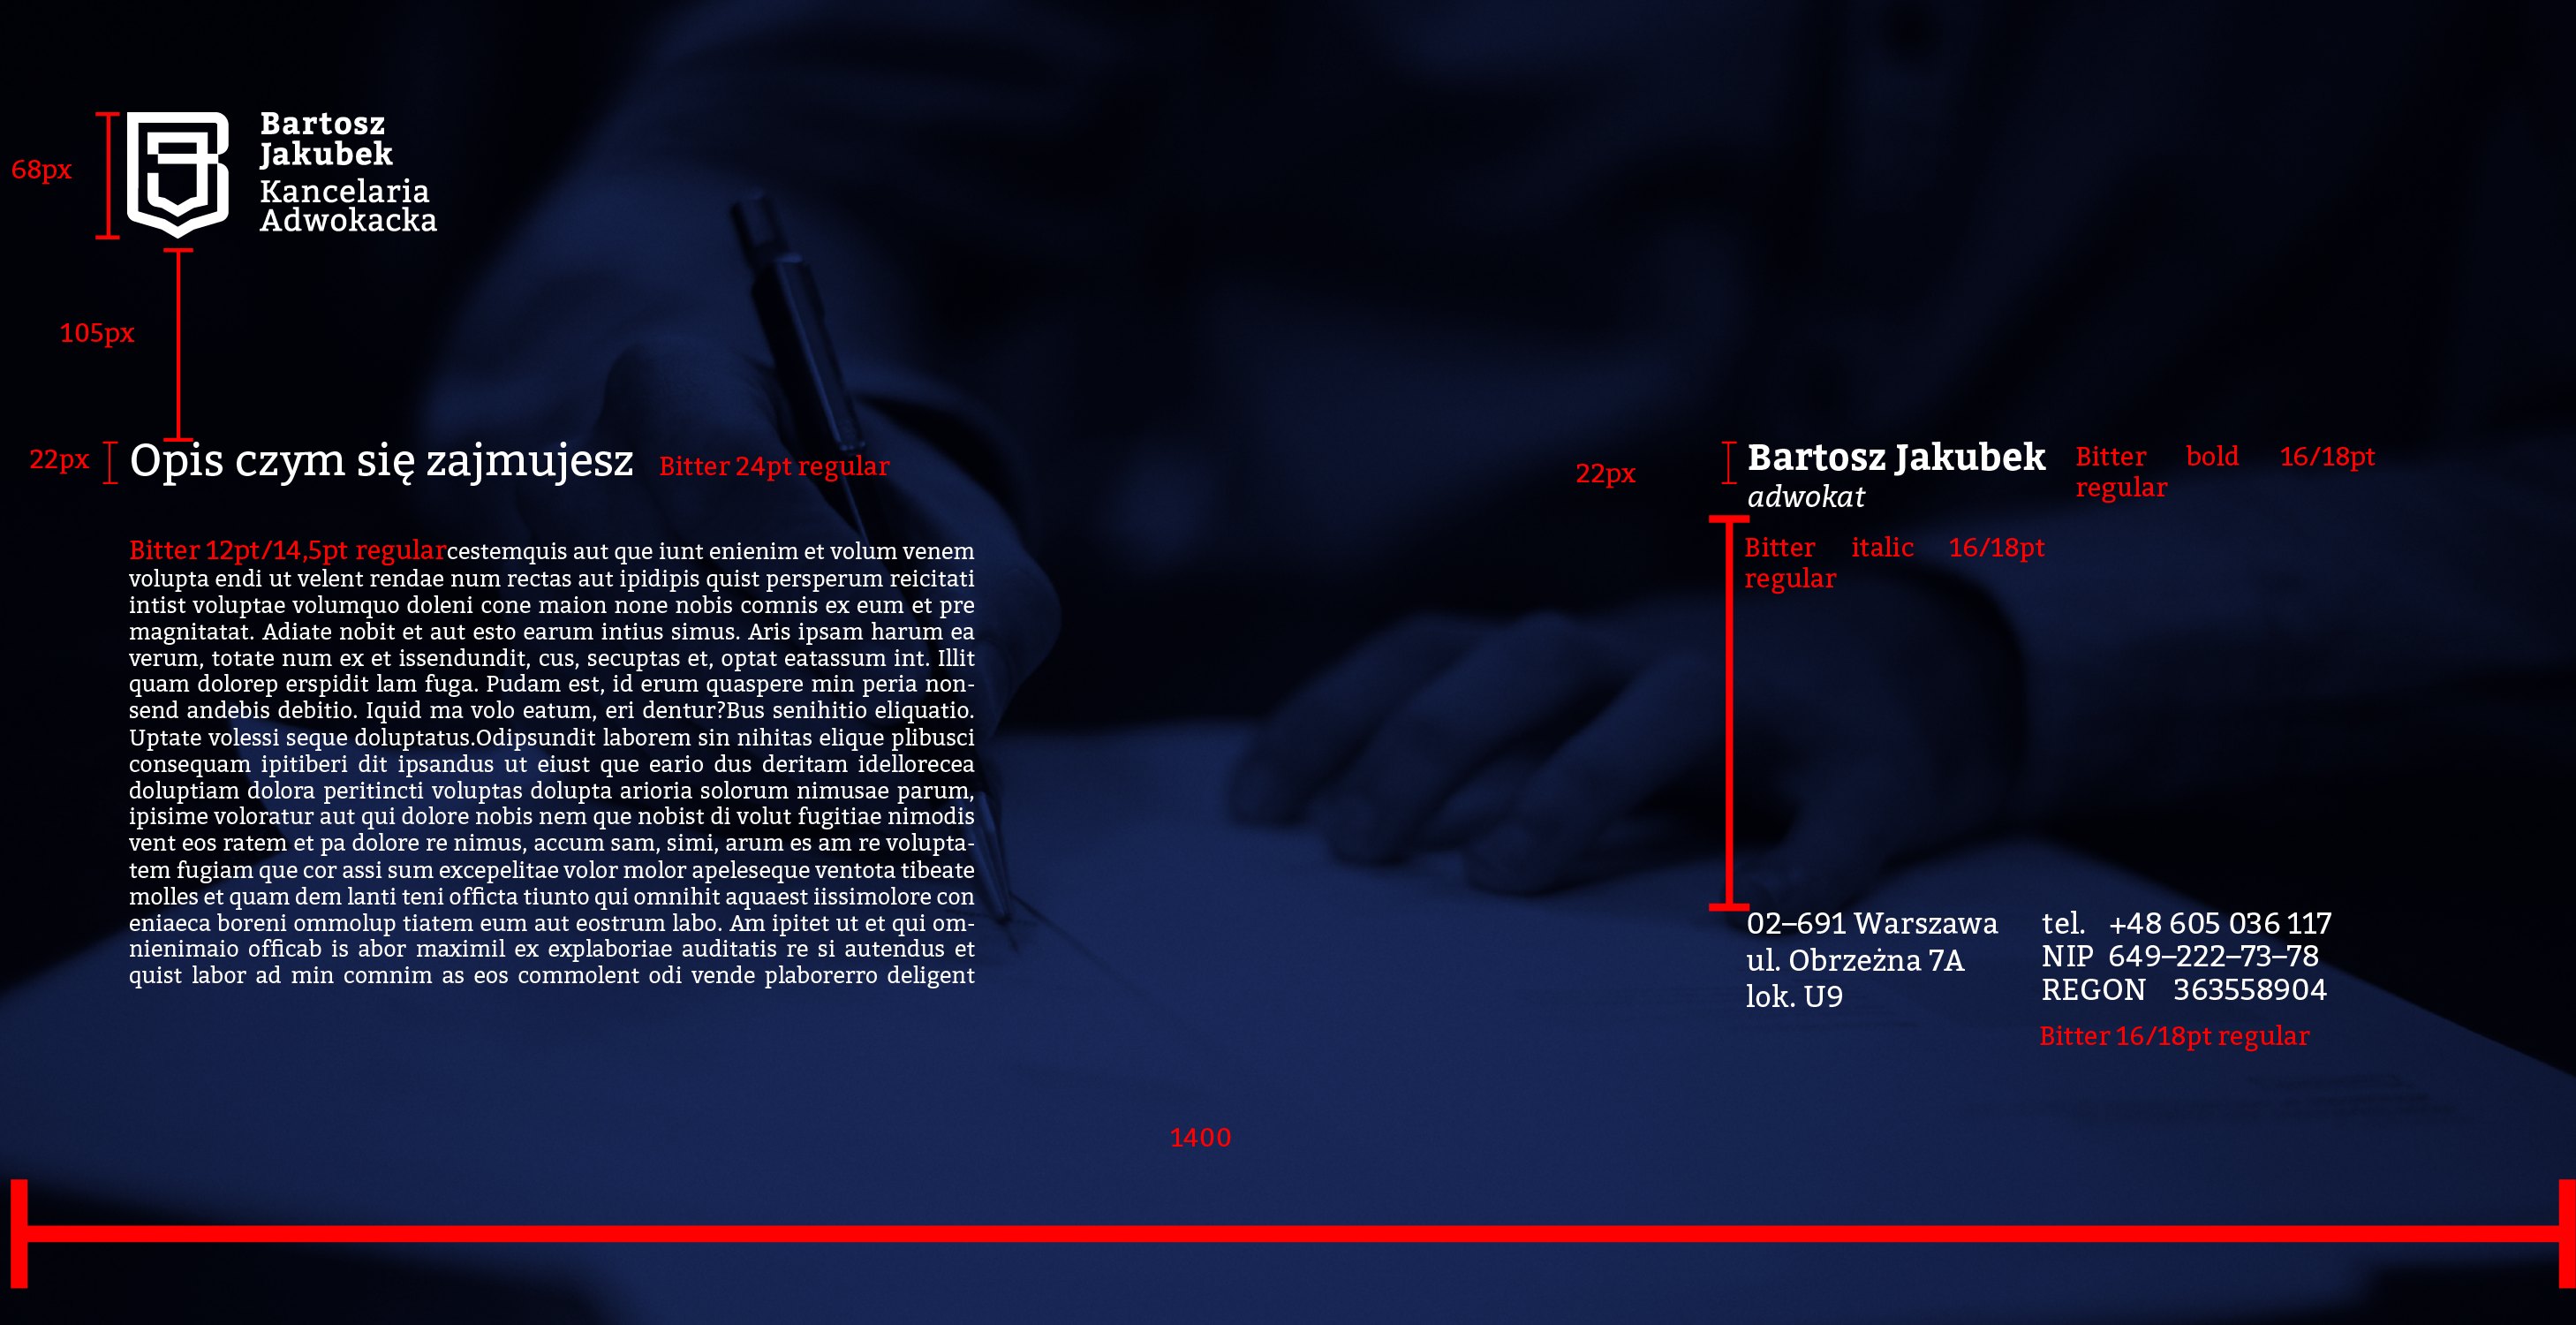 Bartosz
Jakubek
Kancelaria
Adwokacka
68px
105px
22px
Opis czym się zajmujesz
Bitter 24pt regular
Bitter 12pt/14,5pt regularcestemquis aut que iunt enienim et volum venem
volupta endi ut velent rendae num rectas aut ipidipis quist persperum reicitati
intist voluptae volumquo doleni cone maion none nobis comnis ex eum et pre
magnitatat. Adiate nobit et aut esto earum intius simus. Aris ipsam harum ea
verum, totate num ex et issendundit, cus, secuptas et, optat eatassum int. Illit
quam dolorep erspidit lam fuga. Pudam est, id erum quaspere min peria non-
send andebis debitio. Iquid ma volo eatum, eri dentur?Bus senihitio eliquatio.
Uptate volessi seque doluptatus.Odipsundit laborem sin nihitas elique plibusci
consequam ipitiberi dit ipsandus ut eiust que eario dus deritam idellorecea
doluptiam dolora peritincti voluptas dolupta arioria solorum nimusae parum,
ipisime voloratur aut qui dolore nobis nem que nobist di volut fugitiae nimodis
vent eos ratem et pa dolore re nimus, accum sam, simi, arum es am re volupta-
tem fugiam que cor assi sum excepelitae volor molor apeleseque ventota tibeate
molles et quam dem lanti teni officta tiunto qui omnihit aquaest iissimolore con
eniaeca boreni ommolup tiatem eum aut eostrum labo. Am ipitet ut et qui om-
nienimaio officab is abor maximil ex explaboriae auditatis re si autendus et
quist labor ad min comnim as eos commolent odi vende plaborerro deligent
22px
Bartosz Jakubek
adwokat
Bitter bold 16/18pt
regular
Bitter italic 16/18pt
regular
02–691 Warszawa
ul. Obrzeżna 7A
lok. U9
tel. +48 605 036 117
NIP 649–222–73–78
REGON 363558904
Bitter 16/18pt regular
1400